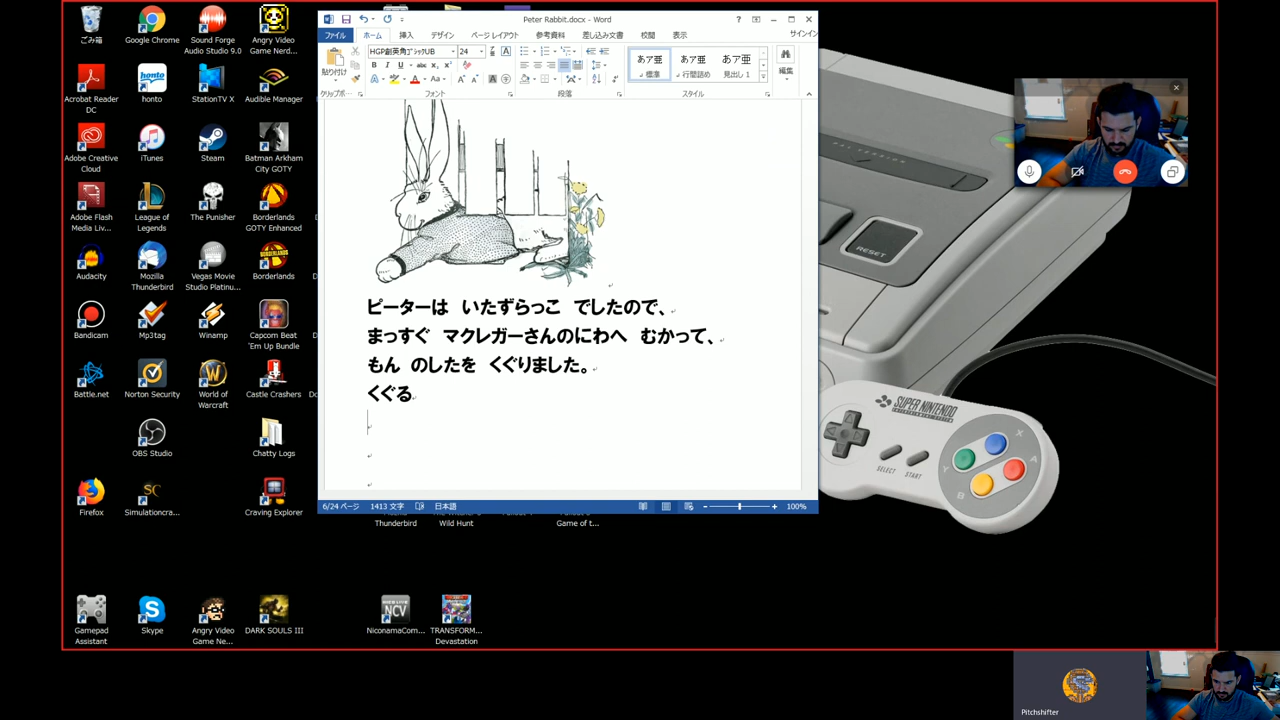 Peter Rabbit.docx - Word
サインイン
ファイル
ホーム
挿入
デザイン
ページ レイアウト
参考資料
差し込み文書
校閲
表示
HGP創英角ｺﾞｼｯｸUB
24
貼り付け
編集
あア亜
あア亜
あア亜
標準
行間詰め
見出し 1
クリップボ...
フォント
段落
スタイル
ピーターは いたずらっこ でしたので、
まっすぐ マクレガーさんのにわへ むかって、
もん のしたを くぐりました。
くぐる
6/24 ページ
1413 文字
日本語
100%
ごみ箱
Google Chrome
Sound Forge Audio Studio 9.0
Angry Video Game Nerd...
Acrobat Reader DC
honto
StationTV X
Audible Manager
Adobe Creative Cloud
iTunes
Steam
Batman Arkham City GOTY
Adobe Flash Media Liv...
League of Legends
The Punisher
Borderlands GOTY Enhanced
Audacity
Mozilla Thunderbird
Vegas Movie Studio Platinu...
Borderlands
Bandicam
Mp3tag
Winamp
Capcom Beat 'Em Up Bundle
Battle.net
Norton Security
World of Warcraft
Castle Crashers
OBS Studio
Chatty Logs
Firefox
Simulationcra...
Craving Explorer
Thunderbird
Wild Hunt
Game of t...
Gamepad Assistant
Skype
Angry Video Game Ne...
DARK SOULS III
NiconamaCom...
TRANSFORM... Devastation
RESET
SUPER NINTENDO
SELECT
START
X
Y
A
B
Pitchshifter